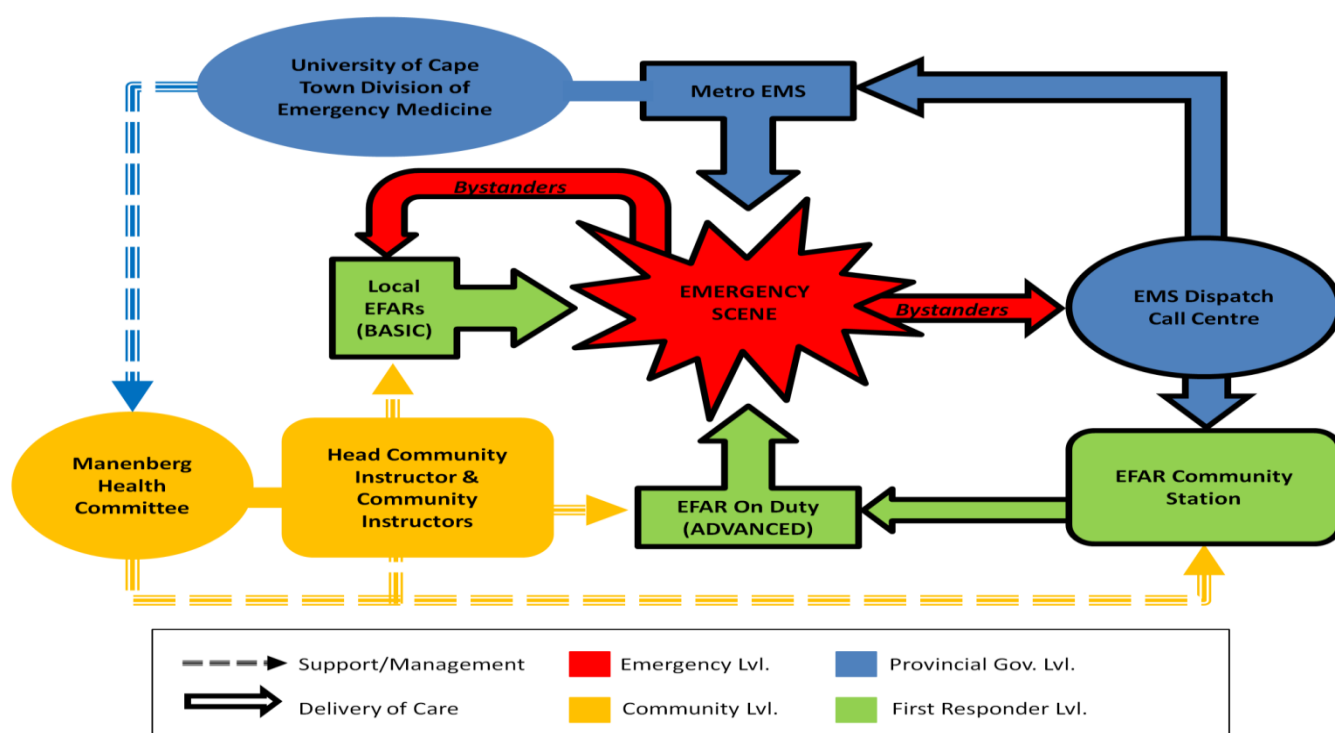 University of Cape
Town Division of
Emergency Medicine
Metro EMS
Bystanders
Local
EFARs
(BASIC)
EMERGENCY
SCENE
Bystanders
EMS Dispatch
Call Centre
Manenberg
Health
Committee
Head Community
Instructor &
Community
Instructors
EFAR On Duty
(ADVANCED)
EFAR Community
Station
Support/Management
Emergency Lvl.
Provincial Gov. Lvl.
Delivery of Care
Community Lvl.
First Responder Lvl.